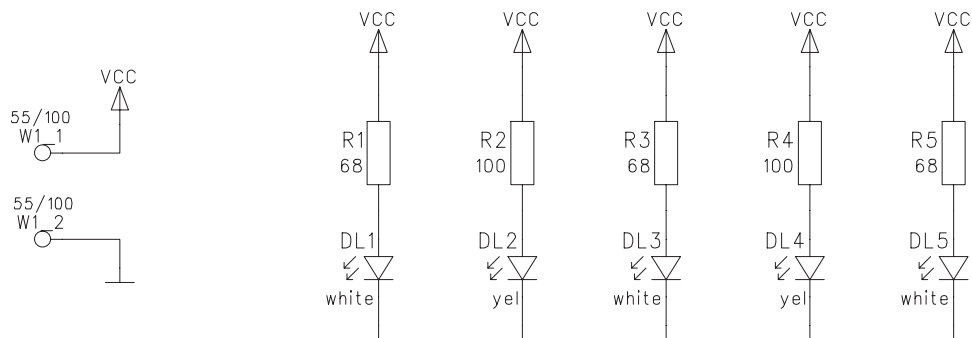 VCC VCC VCC VCC VCC
VCC
55/100
W1_1
R1 R2 R3 R4 R5
68 100 68 100 68
55/100
W1_2
DL1 DL2 DL3 DL4 DL5
white yel white yel white